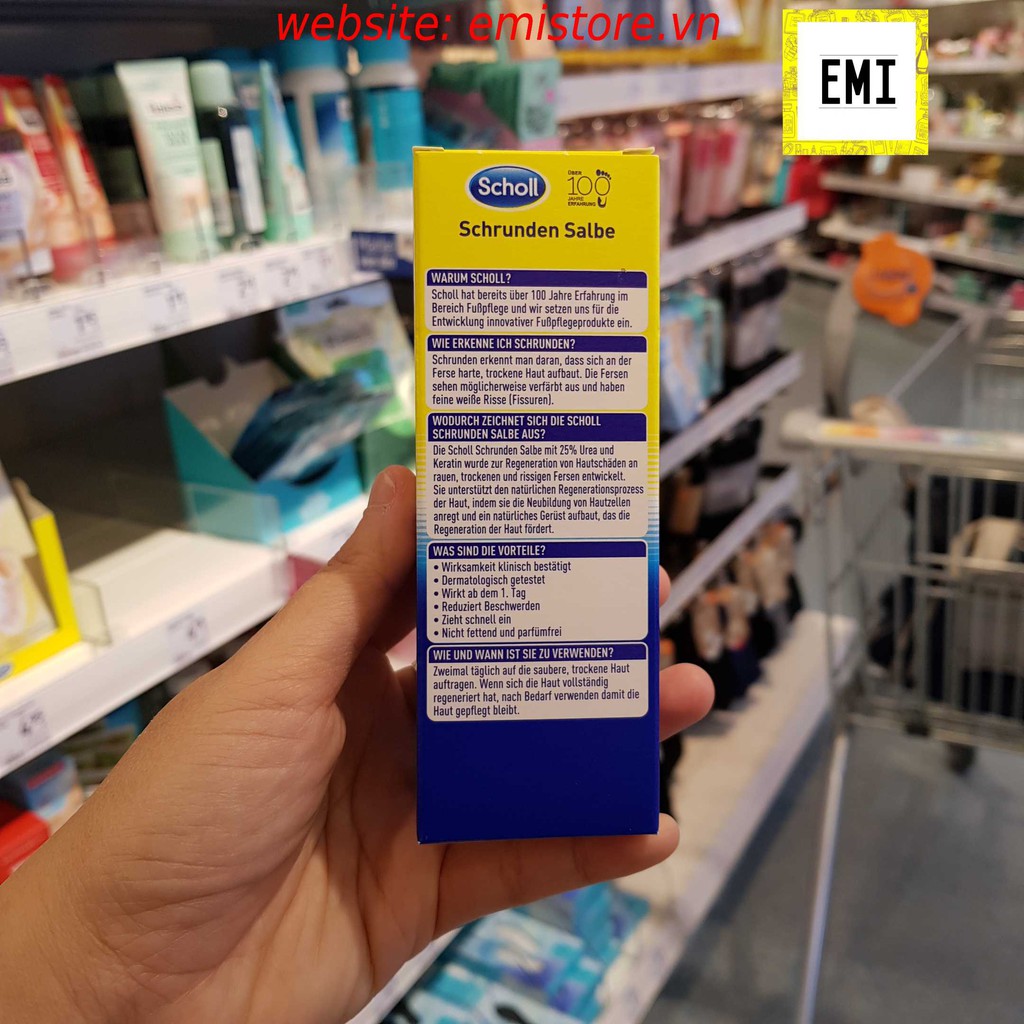 website: emistore.vn
EMI
Scholl
ÜBER
100
JAHRE
ERFAHRUNG
Schrunden Salbe
WARUM SCHOLL?
Scholl hat bereits über 100 Jahre Erfahrung im
Bereich Fußpflege und wir setzen uns für die
Entwicklung innovativer Fußpflegeprodukte ein.
WIE ERKENNE ICH SCHRUNDEN?
Schrunden erkennt man daran, dass sich an der
Ferse harte, trockene Haut aufbaut. Die Fersen
sehen möglicherweise verfärbt aus und haben
feine weiße Risse (Fissuren).
WODURCH ZEICHNET SICH DIE SCHOLL
SCHRUNDEN SALBE AUS?
Die Scholl Schrunden Salbe mit 25% Urea und
Keratin wurde zur Regeneration von Hautschäden an
rauen, trockenen und rissigen Fersen entwickelt.
Sie unterstützt den natürlichen Regenerationsprozess
der Haut, indem sie die Neubildung von Hautzellen
anregt und ein natürliches Gerüst aufbaut, das die
Regeneration der Haut fördert.
WAS SIND DIE VORTEILE?
• Wirksamkeit klinisch bestätigt
• Dermatologisch getestet
• Wirkt ab dem 1. Tag
• Reduziert Beschwerden
• Zieht schnell ein
• Nicht fettend und parfümfrei
WIE UND WANN IST SIE ZU VERWENDEN?
Zweimal täglich auf die saubere, trockene Haut
auftragen. Wenn sich die Haut vollständig
regeneriert hat, nach Bedarf verwenden damit die
Haut gepflegt bleibt.